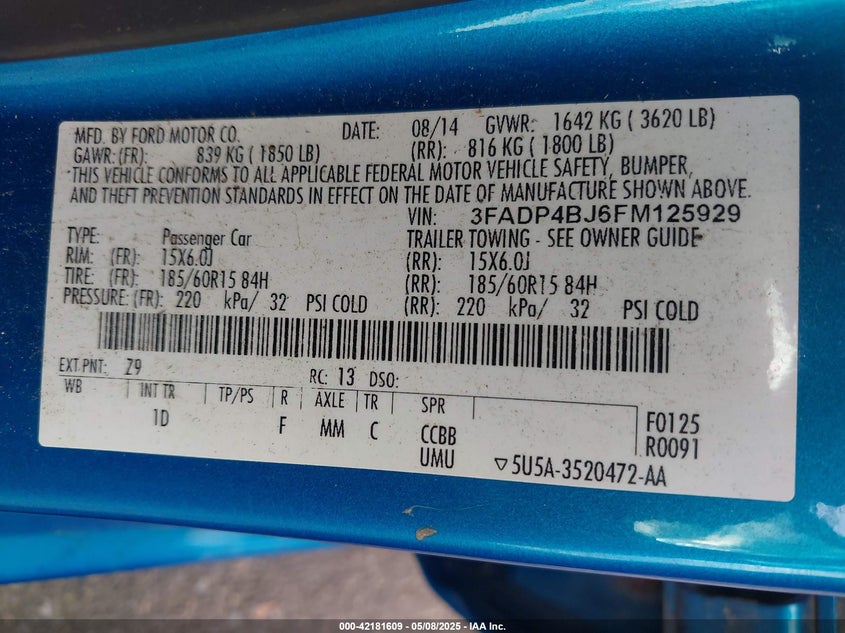 MFD. BY FORD MOTOR CO. DATE: 08/14 GVWR: 1642 KG ( 3620 LB)
GAWR: (FR): 839 KG ( 1850 LB) (RR): 816 KG ( 1800 LB)
THIS VEHICLE CONFORMS TO ALL APPLICABLE FEDERAL MOTOR VEHICLE SAFETY, BUMPER,
AND THEFT PREVENTION STANDARDS IN EFFECT ON THE DATE OF MANUFACTURE SHOWN ABOVE.
VIN: 3FADP4BJ6FM125929
TYPE: Passenger Car TRAILER TOWING - SEE OWNER GUIDE
RIM: (FR): 15X6.0J (RR): 15X6.0J
TIRE: (FR): 185/60R15 84H (RR): 185/60R15 84H
PRESSURE: (FR): 220 kPa/ 32 PSI COLD (RR): 220 kPa/ 32 PSI COLD
EXT PNT: Z9 RC: 13 DSO:
WB INT TR TP/PS R AXLE TR SPR
1D F MM C CCBB F0125
UMU R0091
▽5U5A-3520472-AA
000-42181609 - 05/08/2025 - IAA Inc.